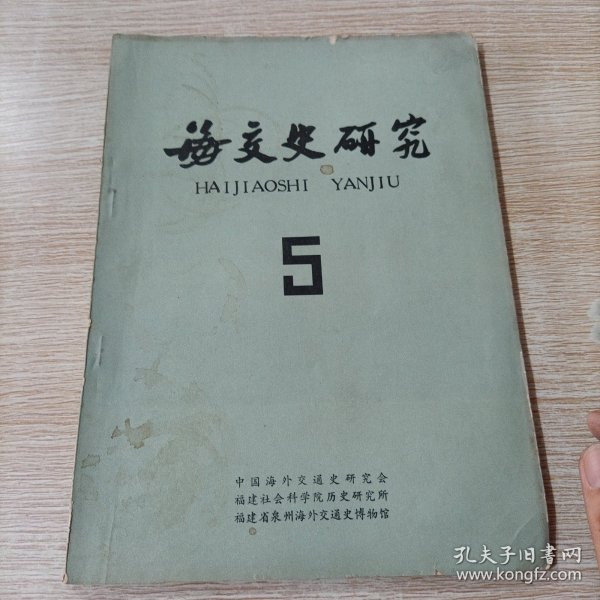 海交史研究
HAIJIAOSHI YANJIU
5
中国海外交通史研究会
福建社会科学院历史研究所
福建省泉州海外交通史博物馆
孔夫子旧书网
www.kongfz.com